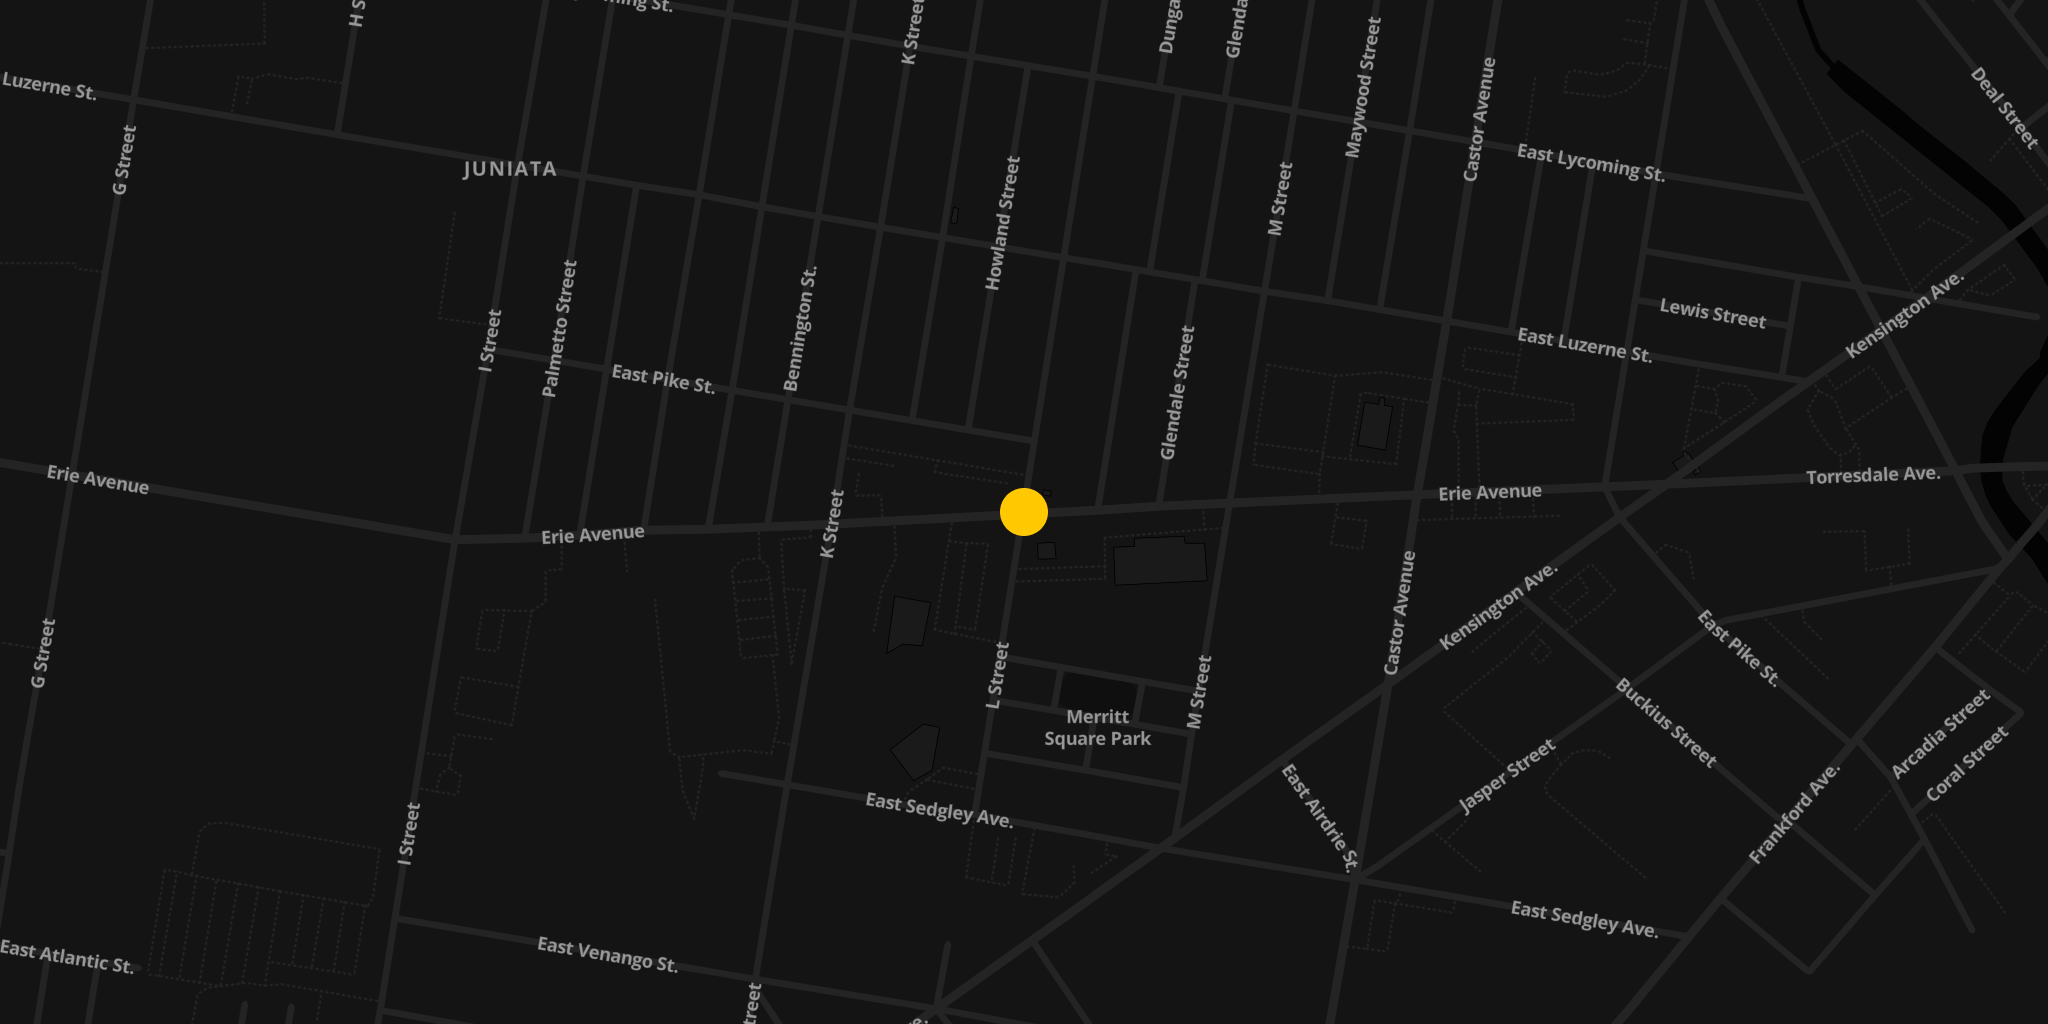 ming St.
H S
K Street
Dunga
Glenda
Maywood Street
Castor Avenue
Deal Street
Luzerne St.
G Street
JUNIATA
Howland Street
M Street
East Lycoming St.
Palmetto Street
I Street
Bennington St.
East Pike St.
Glendale Street
Lewis Street
East Luzerne St.
Kensington Ave.
Erie Avenue
Erie Avenue
K Street
Erie Avenue
Torresdale Ave.
G Street
L Street
M Street
Castor Avenue
Kensington Ave.
East Pike St.
Merritt
Square Park
Buckius Street
Jasper Street
Arcadia Street
Coral Street
Frankford Ave.
I Street
East Sedgley Ave.
East Airdrie St.
East Sedgley Ave.
East Atlantic St.
East Venango St.
treet
e.